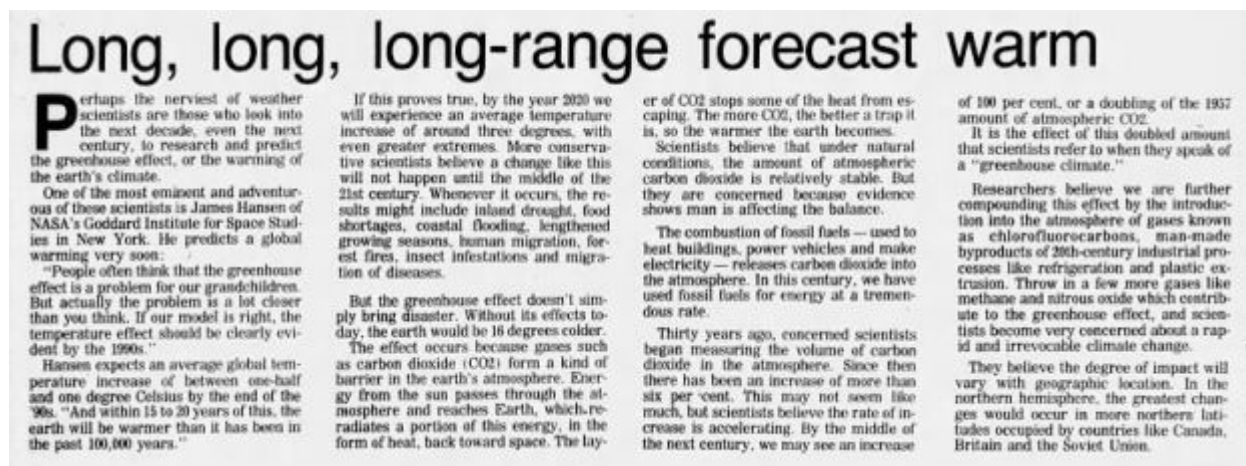 Long, long, long-range forecast warm
Perhaps the nerviest of weather
scientists are those who look into
the next decade, even the next
century, to research and predict
the greenhouse effect, or the warming of
the earth's climate.
One of the most eminent and adventur-
ous of these scientists is James Hansen of
NASA's Goddard Institute for Space Stud-
ies in New York. He predicts a global
warming very soon:
"People often think that the greenhouse
effect is a problem for our grandchildren.
But actually the problem is a lot closer
than you think. If our model is right, the
temperature effect should be clearly evi-
dent by the 1990s."
Hansen expects an average global tem-
perature increase of between one-half
and one degree Celsius by the end of the
'90s. "And within 15 to 20 years of this, the
earth will be warmer than it has been in
the past 100,000 years."
If this proves true, by the year 2020 we
will experience an average temperature
increase of around three degrees, with
even greater extremes. More conserva-
tive scientists believe a change like this
will not happen until the middle of the
21st century. Whenever it occurs, the re-
sults might include inland drought, food
shortages, coastal flooding, lengthened
growing seasons, human migration, for-
est fires, insect infestations and migra-
tion of diseases.
But the greenhouse effect doesn't sim-
ply bring disaster. Without its effects to-
day, the earth would be 16 degrees colder.
The effect occurs because gases such
as carbon dioxide (CO2) form a kind of
barrier in the earth's atmosphere. Ener-
gy from the sun passes through the at-
mosphere and reaches Earth, which re-
radiates a portion of this energy, in the
form of heat, back toward space. The lay-
er of CO2 stops some of the heat from es-
caping. The more CO2, the better a trap it
is, so the warmer the earth becomes.
Scientists believe that under natural
conditions, the amount of atmospheric
carbon dioxide is relatively stable. But
they are concerned because evidence
shows man is affecting the balance.
The combustion of fossil fuels — used to
heat buildings, power vehicles and make
electricity — releases carbon dioxide into
the atmosphere. In this century, we have
used fossil fuels for energy at a tremen-
dous rate.
Thirty years ago, concerned scientists
began measuring the volume of carbon
dioxide in the atmosphere. Since then
there has been an increase of more than
six per cent. This may not seem like
much, but scientists believe the rate of in-
crease is accelerating. By the middle of
the next century, we may see an increase
of 100 per cent, or a doubling of the 1957
amount of atmospheric CO2.
It is the effect of this doubled amount
that scientists refer to when they speak of
a "greenhouse climate."
Researchers believe we are further
compounding this effect by the introduc-
tion into the atmosphere of gases known
as chlorofluorocarbons, man-made
byproducts of 20th-century industrial pro-
cesses like refrigeration and plastic ex-
trusion. Throw in a few more gases like
methane and nitrous oxide which contrib-
ute to the greenhouse effect, and scien-
tists become very concerned about a rap-
id and irrevocable climate change.
They believe the degree of impact will
vary with geographic location. In the
northern hemisphere, the greatest chan-
ges would occur in more northern lati-
tudes occupied by countries like Canada,
Britain and the Soviet Union.